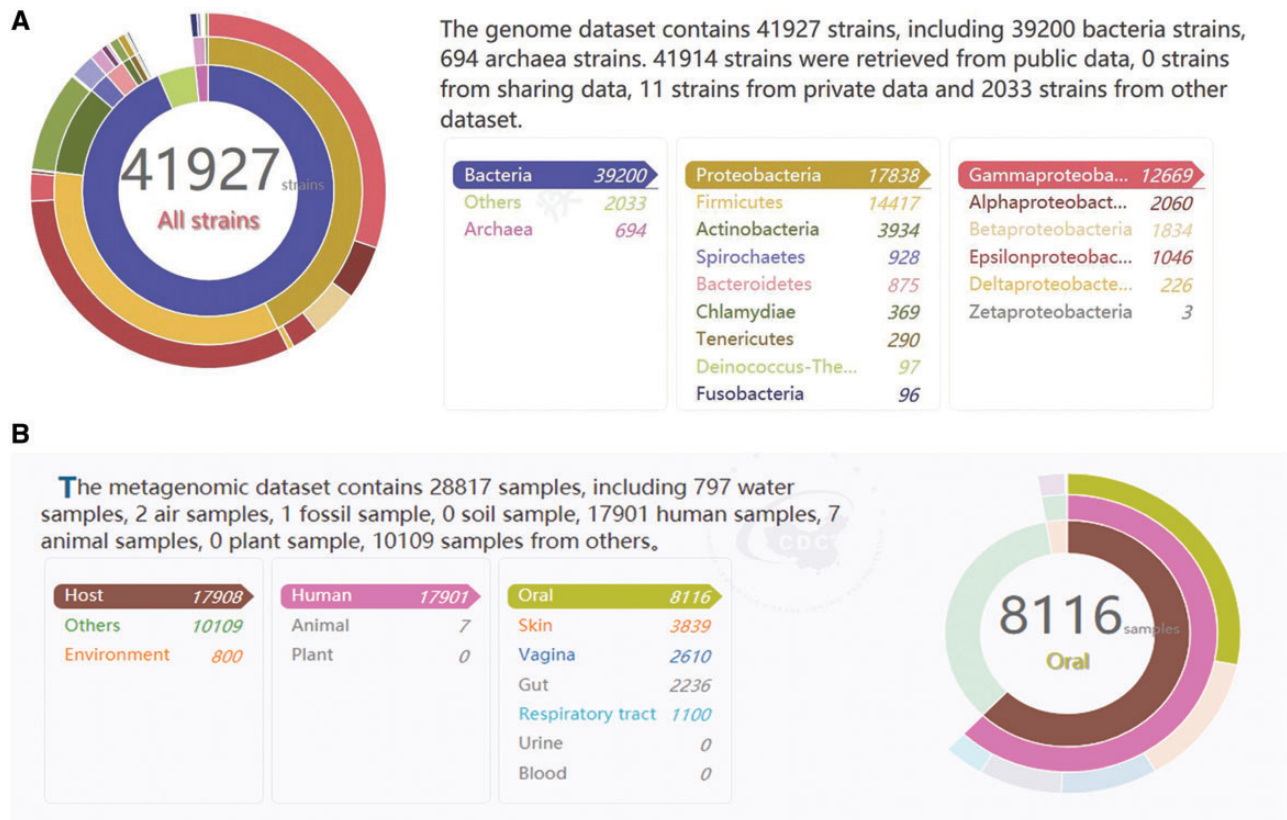 A
The genome dataset contains 41927 strains, including 39200 bacteria strains,
694 archaea strains. 41914 strains were retrieved from public data, 0 strains
from sharing data, 11 strains from private data and 2033 strains from other
dataset.
41927 strains
All strains
Bacteria 39200
Others 2033
Archaea 694
Proteobacteria 17838
Firmicutes 14417
Actinobacteria 3934
Spirochaetes 928
Bacteroidetes 875
Chlamydiae 369
Tenericutes 290
Deinococcus-The... 97
Fusobacteria 96
Gammaproteoba... 12669
Alphaproteobact... 2060
Betaproteobacteria 1834
Epsilonproteobac... 1046
Deltaproteobacte... 226
Zetaproteobacteria 3
B
The metagenomic dataset contains 28817 samples, including 797 water
samples, 2 air samples, 1 fossil sample, 0 soil sample, 17901 human samples, 7
animal samples, 0 plant sample, 10109 samples from others。
CDC
Host 17908
Others 10109
Environment 800
Human 17901
Animal 7
Plant 0
Oral 8116
Skin 3839
Vagina 2610
Gut 2236
Respiratory tract 1100
Urine 0
Blood 0
8116 samples
Oral